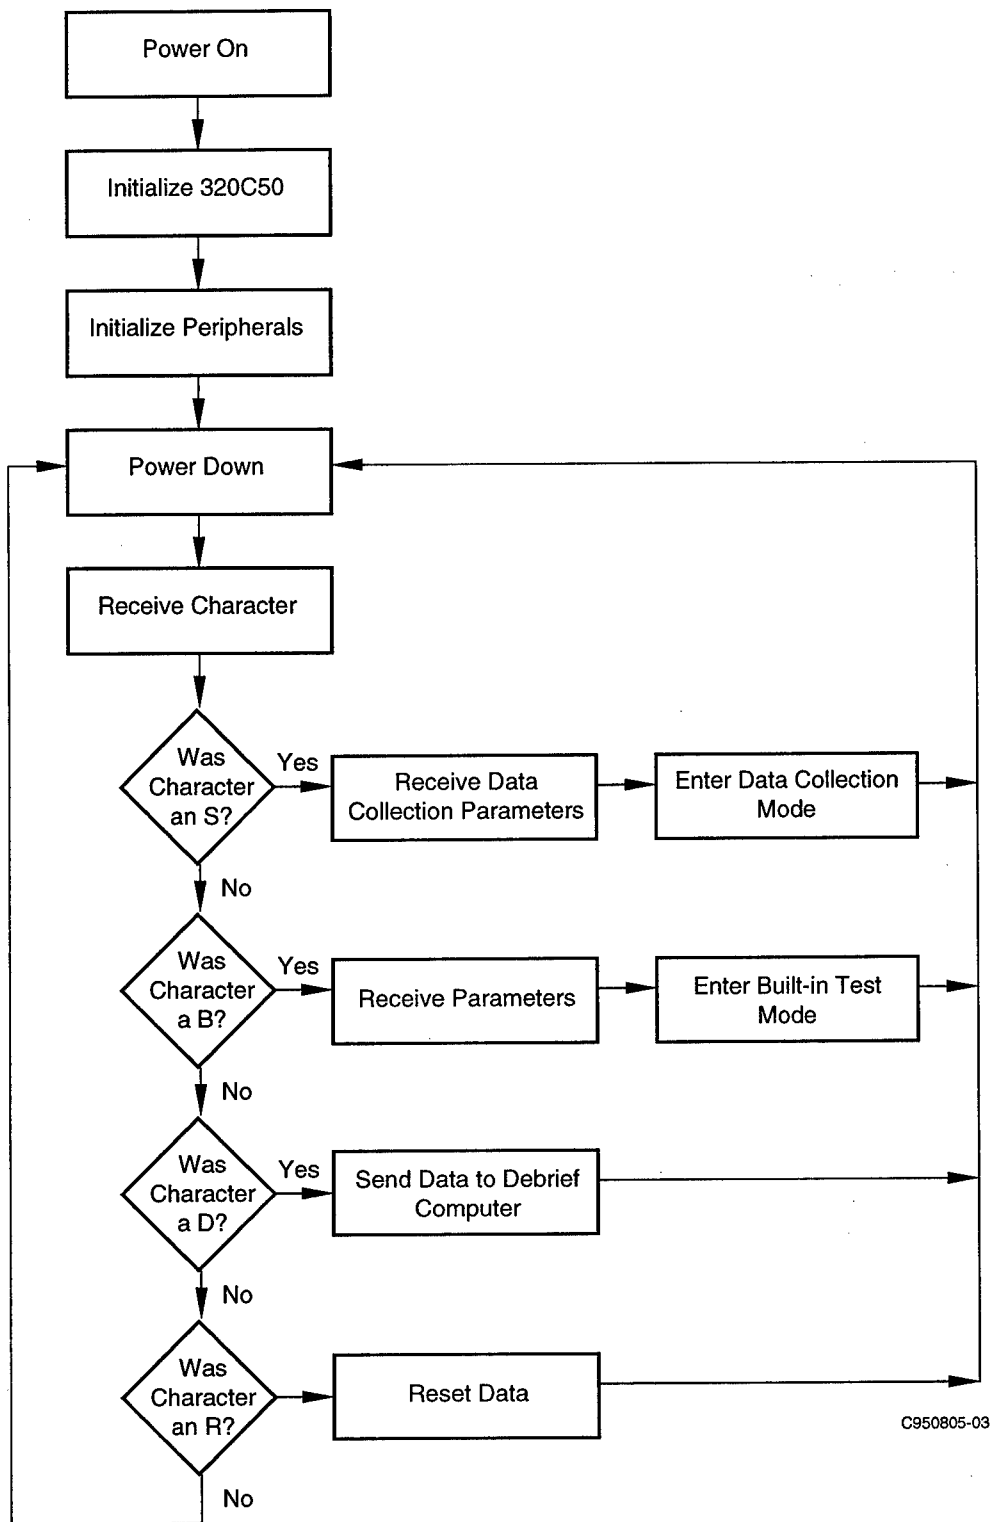 Power On
Initialize 320C50
Initialize Peripherals
Power Down
Receive Character
Was
Character
an S?
Yes
Receive Data
Collection Parameters
Enter Data Collection
Mode
No
Was
Character
a B?
Yes
Receive Parameters
Enter Built-in Test
Mode
No
Was
Character
a D?
Yes
Send Data to Debrief
Computer
No
Was
Character
an R?
Reset Data
C950805-03
No